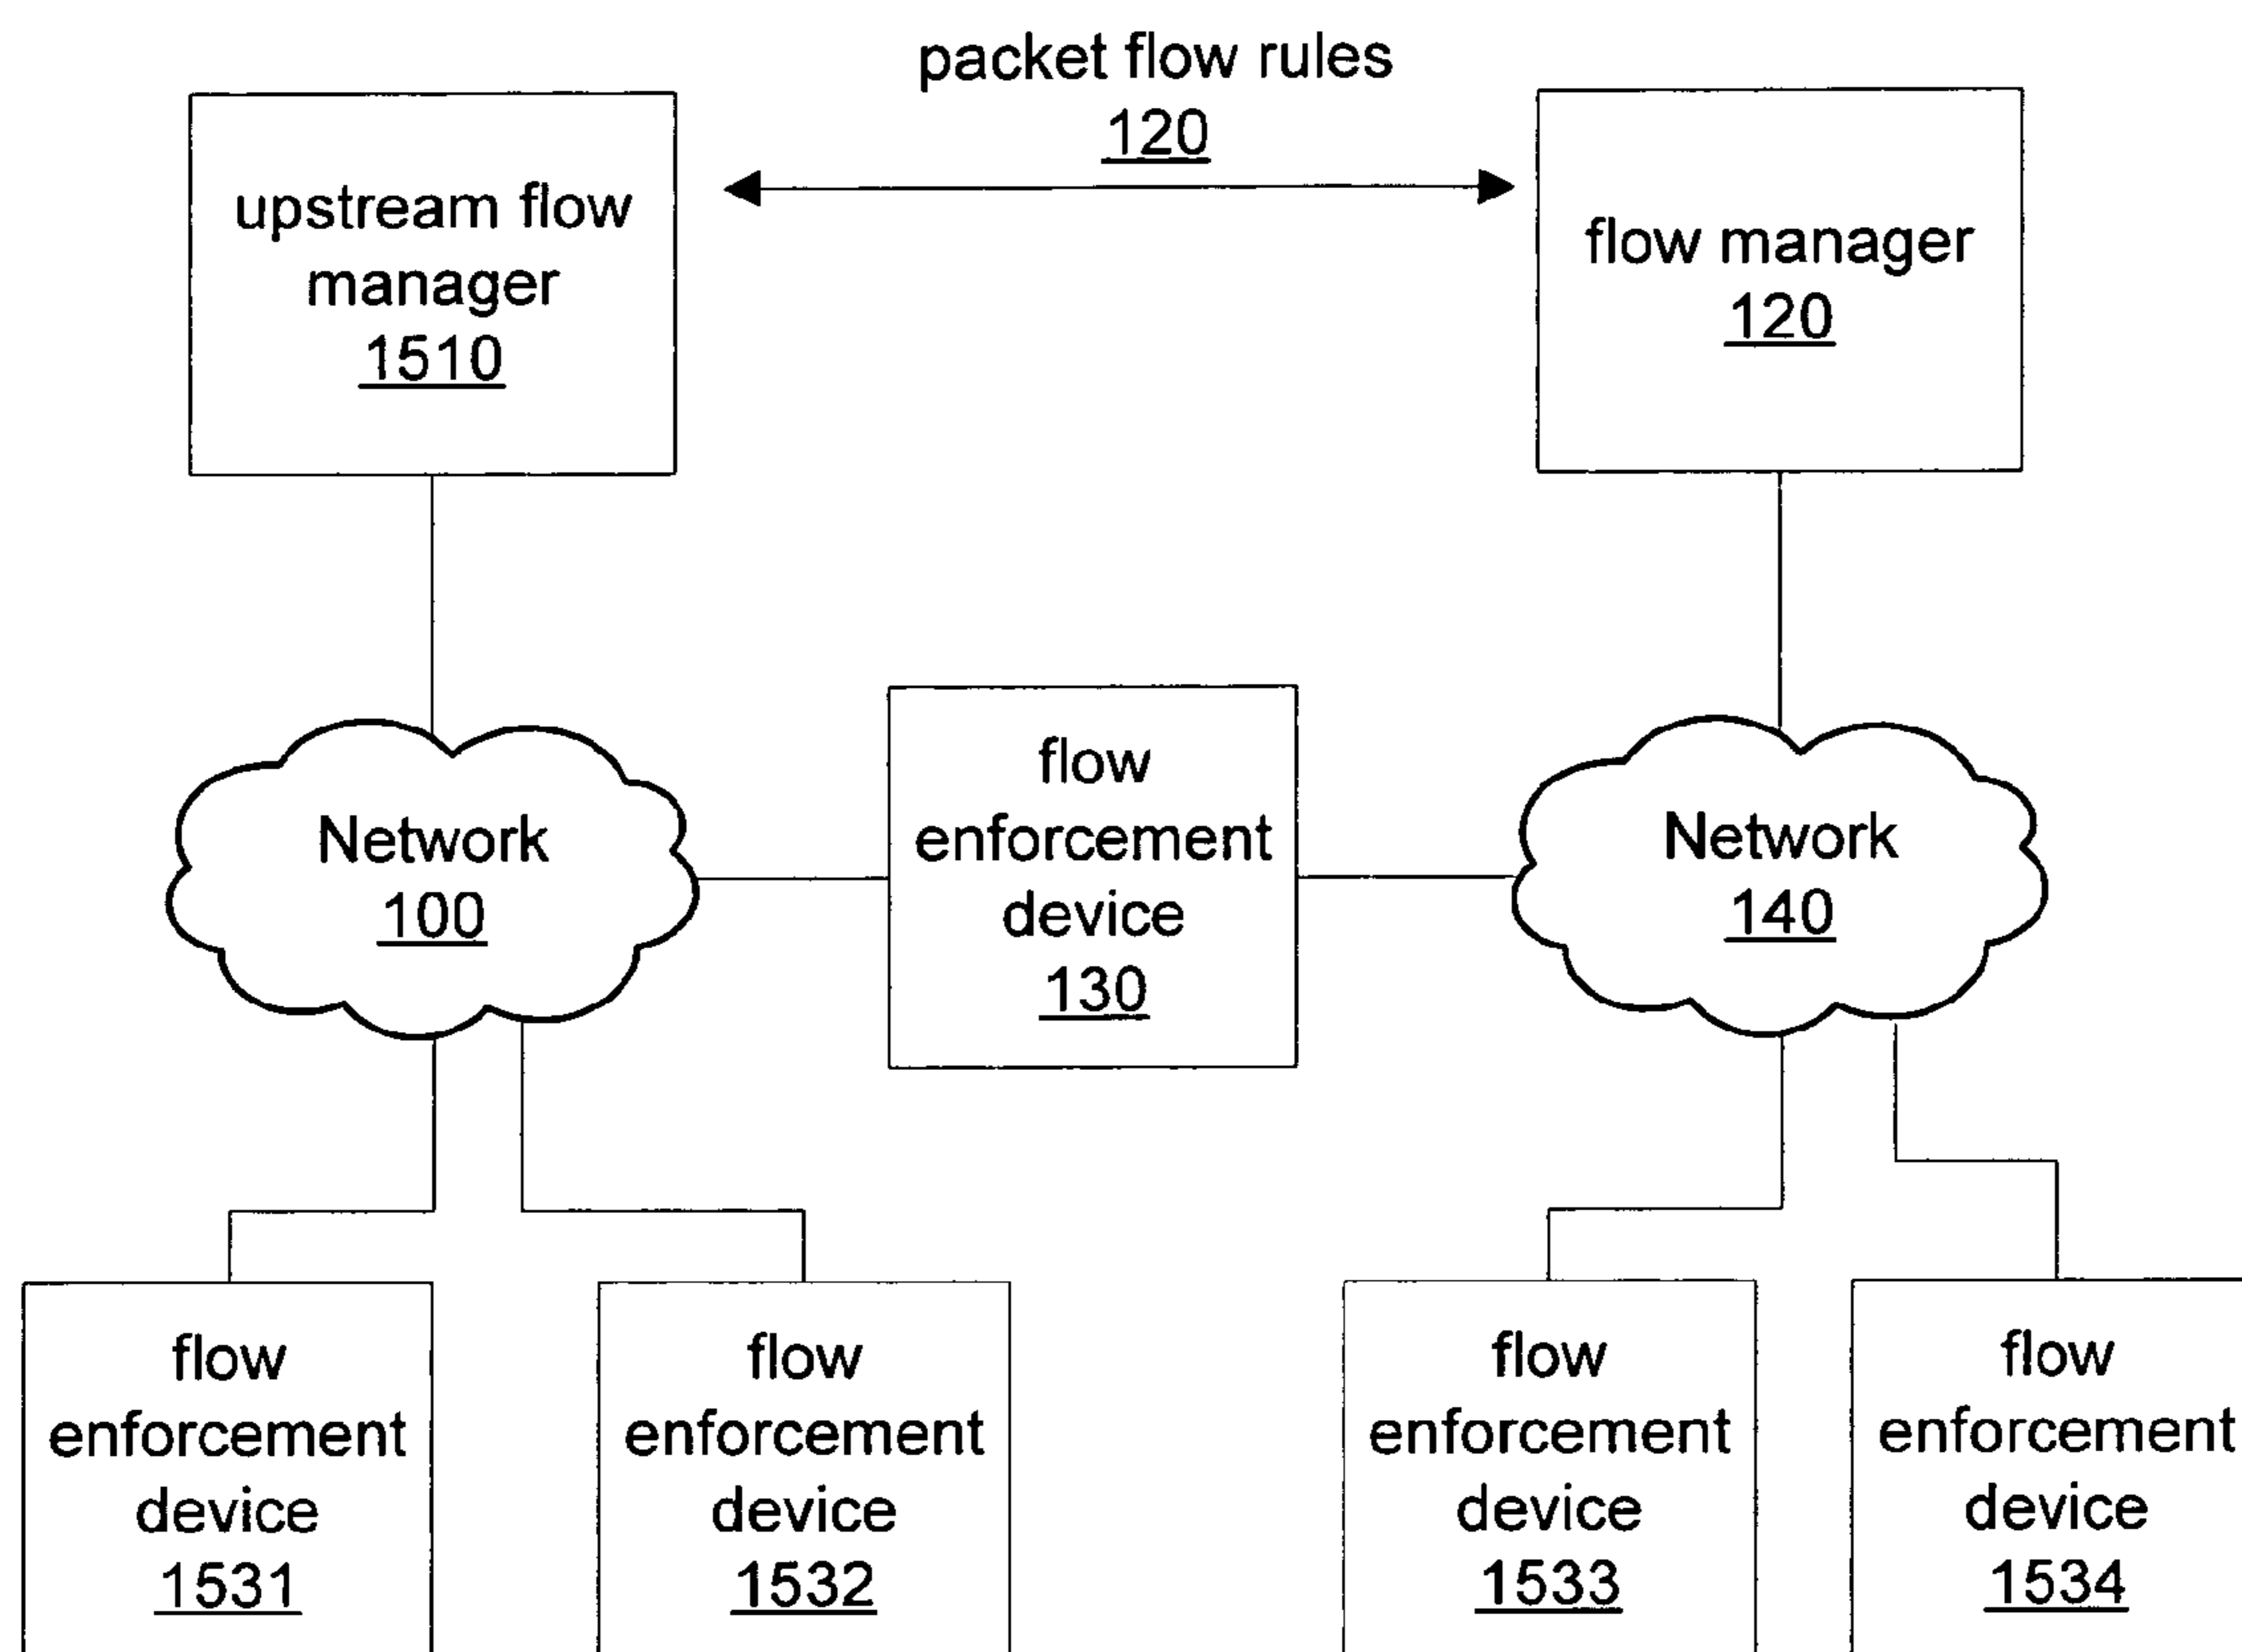 packet flow rules
120
upstream flow
manager
1510
flow manager
120
Network
100
flow
enforcement
device
130
Network
140
flow
enforcement
device
1531
flow
enforcement
device
1532
flow
enforcement
device
1533
flow
enforcement
device
1534